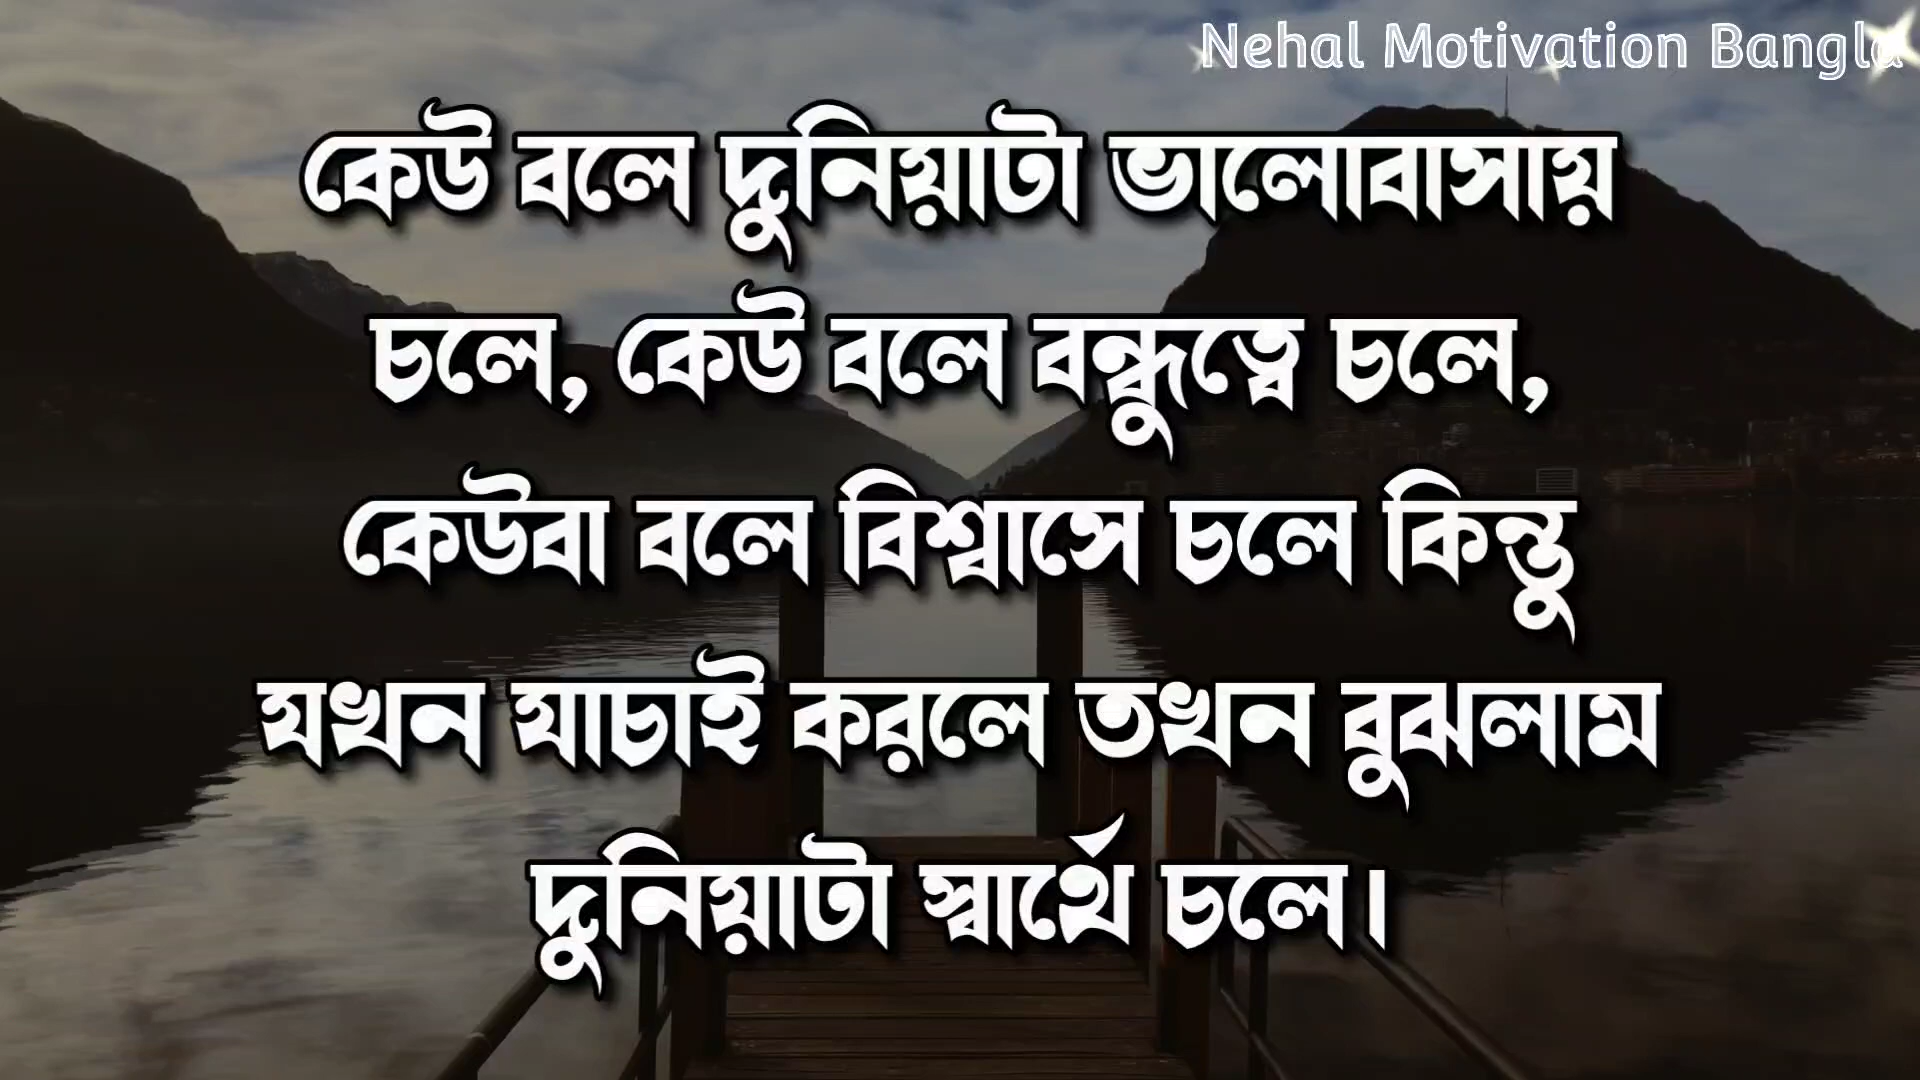 Nehal Motivation Bangla
কেউ বলে দুনিয়াটা ভালোবাসায়
চলে, কেউ বলে বন্ধুত্বে চলে,
কেউবা বলে বিশ্বাসে চলে কিন্তু
যখন যাচাই করলে তখন বুঝলাম
দুনিয়াটা স্বার্থে চলে।